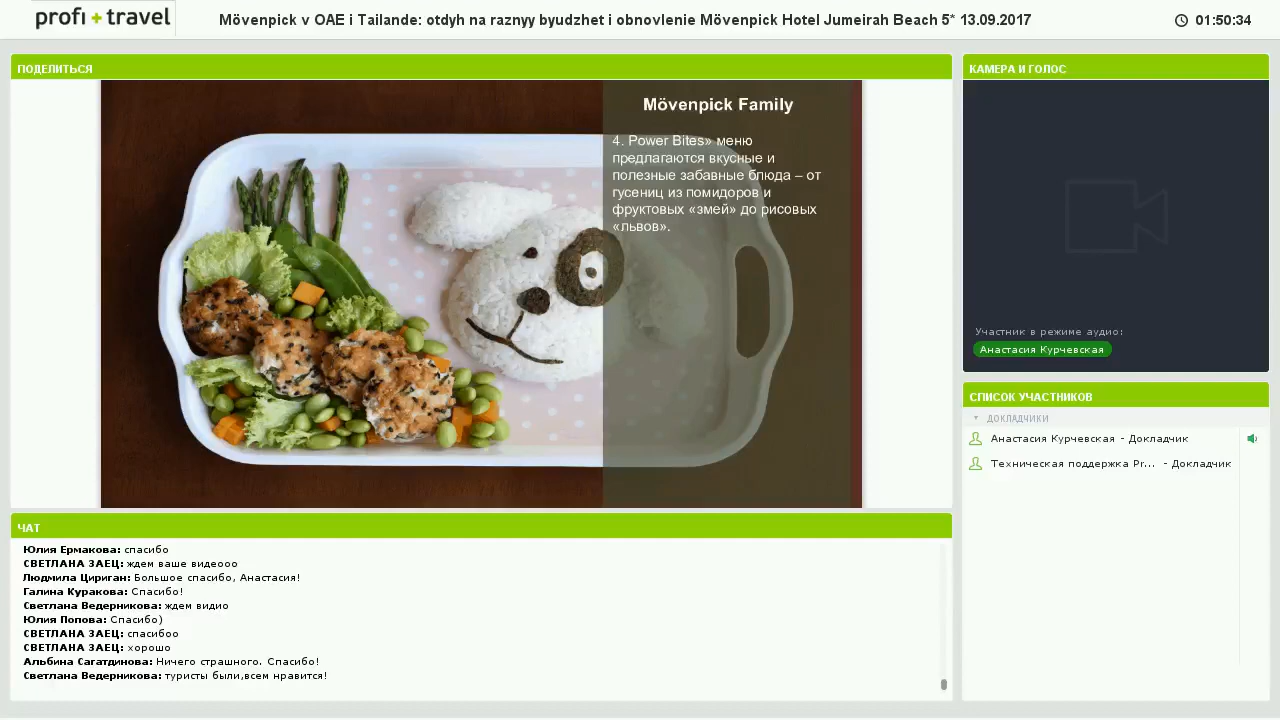 profi + travel
Mövenpick v OAE i Tailande: otdyh na raznyy byudzhet i obnovlenie Mövenpick Hotel Jumeirah Beach 5* 13.09.2017
01:50:34
ПОДЕЛИТЬСЯ
Mövenpick Family
4. Power Bites» меню
предлагаются вкусные и
полезные забавные блюда – от
гусениц из помидоров и
фруктовых «змей» до рисовых
«львов».
ЧАТ
Юлия Ермакова: спасибо
СВЕТЛАНА ЗАЕЦ: ждем ваше видеооо
Людмила Цириган: Большое спасибо, Анастасия!
Галина Куракова: Спасибо!
Светлана Ведерникова: ждем видио
Юлия Попова: Спасибо)
СВЕТЛАНА ЗАЕЦ: спасибоо
СВЕТЛАНА ЗАЕЦ: хорошо
Альбина Сагатдинова: Ничего страшного. Спасибо!
Светлана Ведерникова: туристы были,всем нравится!
КАМЕРА И ГОЛОС
Участник в режиме аудио:
Анастасия Курчевская
СПИСОК УЧАСТНИКОВ
ДОКЛАДЧИКИ
Анастасия Курчевская - Докладчик
Техническая поддержка Pr... - Докладчик